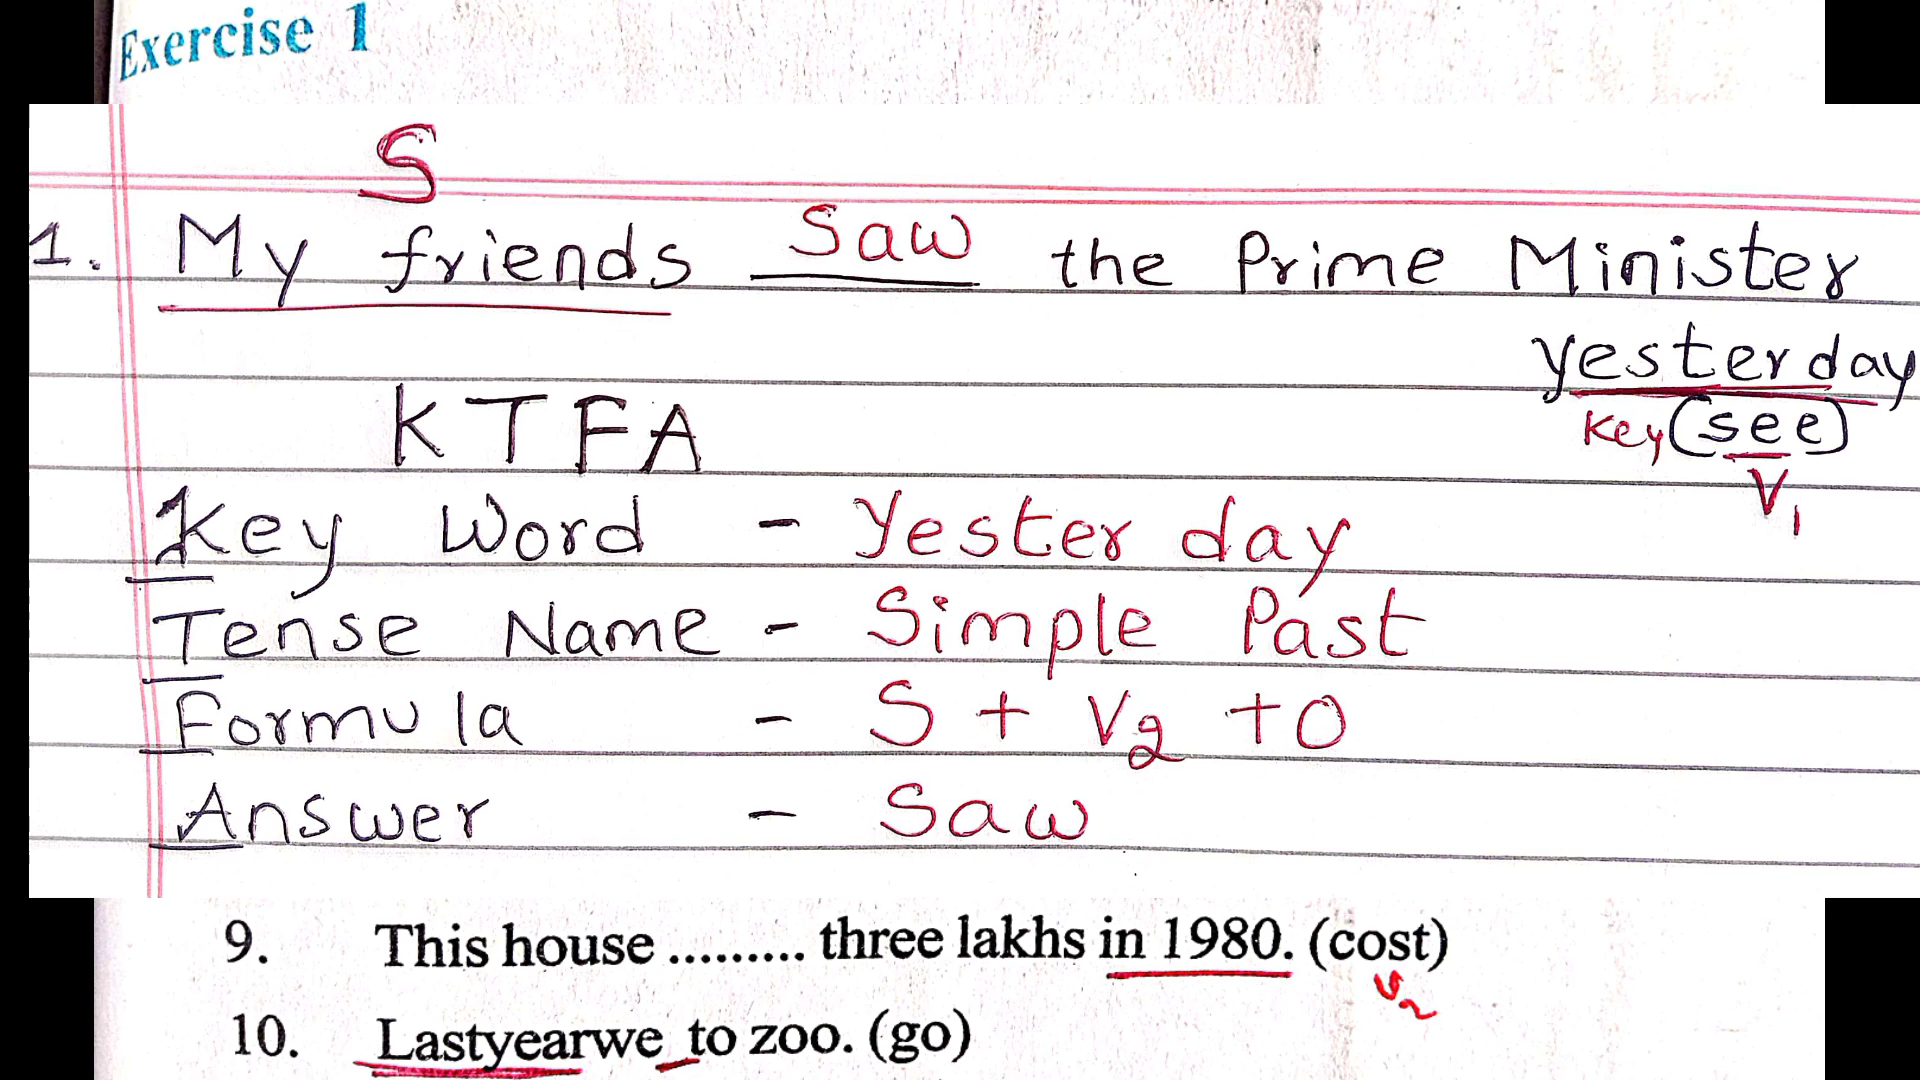 Exercise 1
S
1. My friends saw the Prime Minister
yesterday
key (see)
V1
KTFA
Key Word - Yesterday
Tense Name - Simple Past
Formula - S + V2 + O
Answer - Saw
9. This house ......... three lakhs in 1980. (cost)
V2
10. Lastyearwe to zoo. (go)